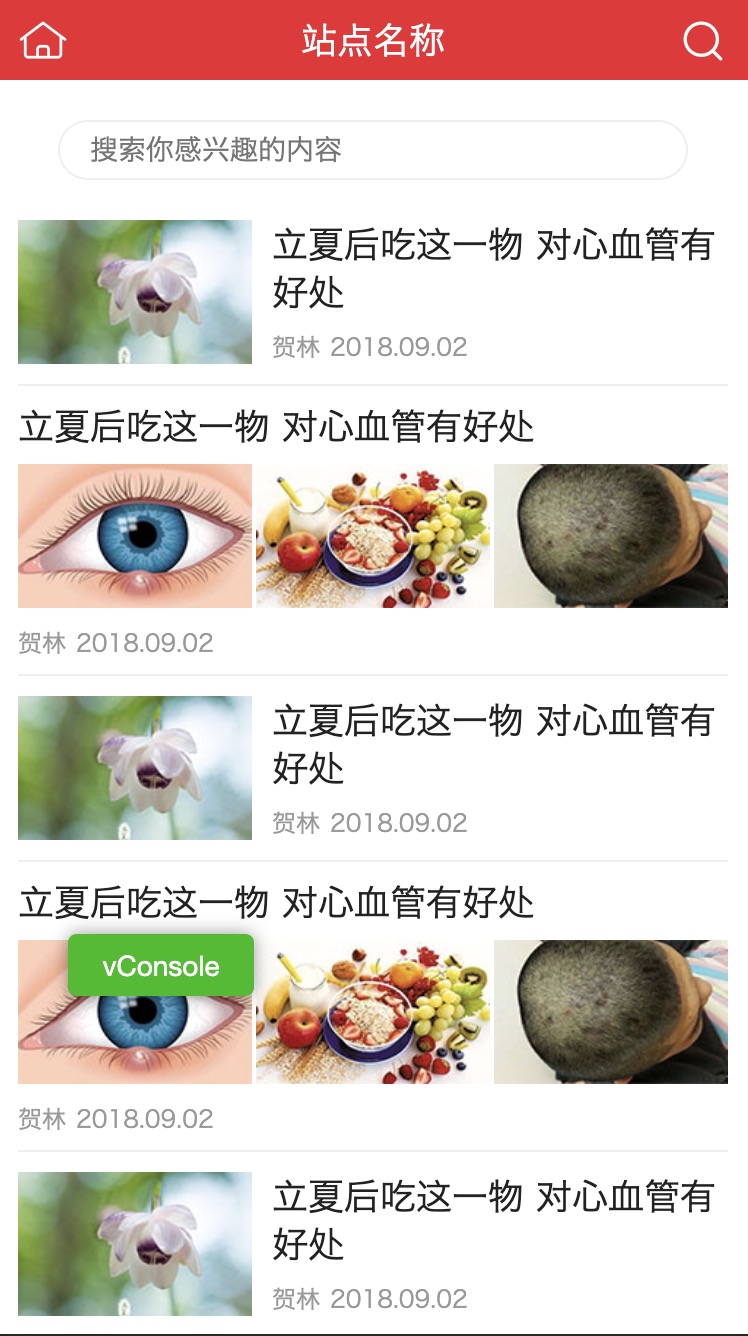 站点名称
搜索你感兴趣的内容
立夏后吃这一物 对心血管有
好处
贺林 2018.09.02
立夏后吃这一物 对心血管有好处
贺林 2018.09.02
立夏后吃这一物 对心血管有
好处
贺林 2018.09.02
立夏后吃这一物 对心血管有好处
vConsole
贺林 2018.09.02
立夏后吃这一物 对心血管有
好处
贺林 2018.09.02